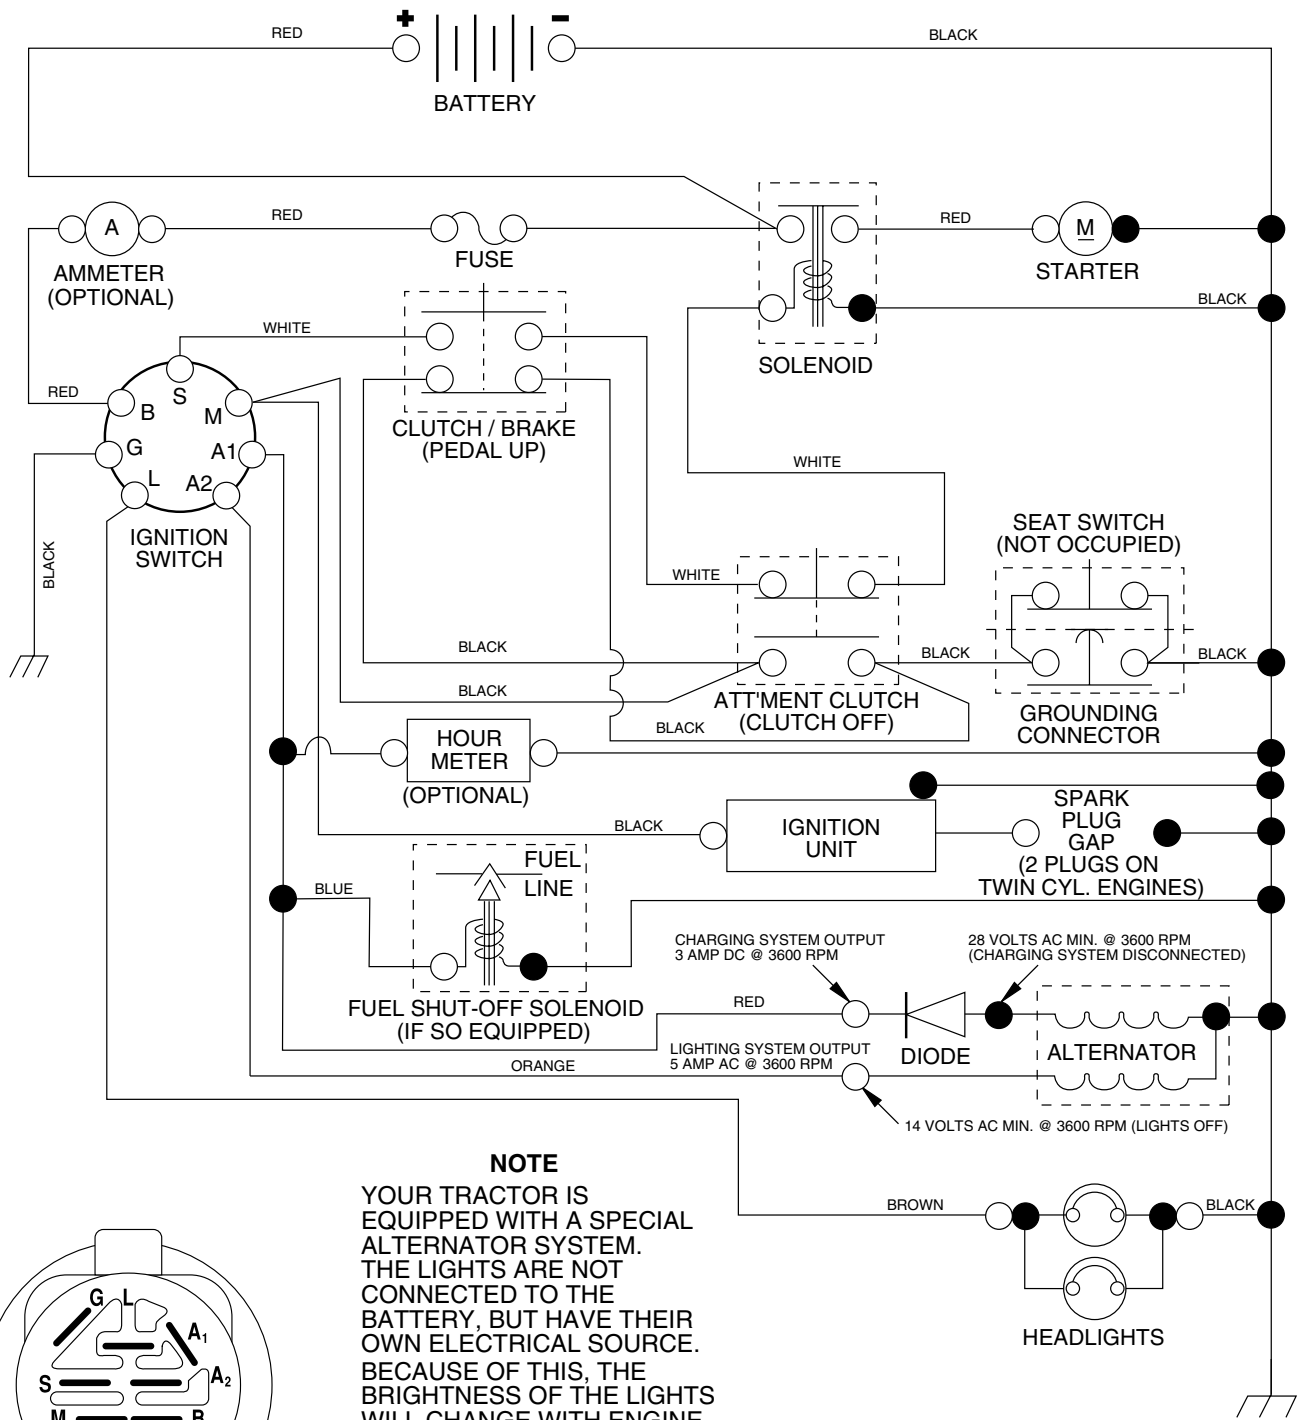 RED
+
-
BLACK
BATTERY
RED
A
AMMETER
(OPTIONAL)
FUSE
RED
M
STARTER
BLACK
SOLENOID
WHITE
RED
S
B
M
G
A1
L
A2
IGNITION
SWITCH
BLACK
CLUTCH / BRAKE
(PEDAL UP)
WHITE
WHITE
SEAT SWITCH
(NOT OCCUPIED)
BLACK
BLACK
BLACK
BLACK
BLACK
ATT'MENT CLUTCH
(CLUTCH OFF)
GROUNDING
CONNECTOR
HOUR
METER
(OPTIONAL)
BLACK
IGNITION
UNIT
SPARK
PLUG
GAP
(2 PLUGS ON
TWIN CYL. ENGINES)
BLUE
FUEL
LINE
FUEL SHUT-OFF SOLENOID
(IF SO EQUIPPED)
CHARGING SYSTEM OUTPUT
3 AMP DC @ 3600 RPM
28 VOLTS AC MIN. @ 3600 RPM
(CHARGING SYSTEM DISCONNECTED)
RED
DIODE
ALTERNATOR
LIGHTING SYSTEM OUTPUT
5 AMP AC @ 3600 RPM
ORANGE
14 VOLTS AC MIN. @ 3600 RPM (LIGHTS OFF)
BROWN
BLACK
HEADLIGHTS
NOTE
YOUR TRACTOR IS
EQUIPPED WITH A SPECIAL
ALTERNATOR SYSTEM.
THE LIGHTS ARE NOT
CONNECTED TO THE
BATTERY, BUT HAVE THEIR
OWN ELECTRICAL SOURCE.
BECAUSE OF THIS, THE
BRIGHTNESS OF THE LIGHTS
WILL CHANGE WITH ENGINE
G L
A1
A2
S
M
B